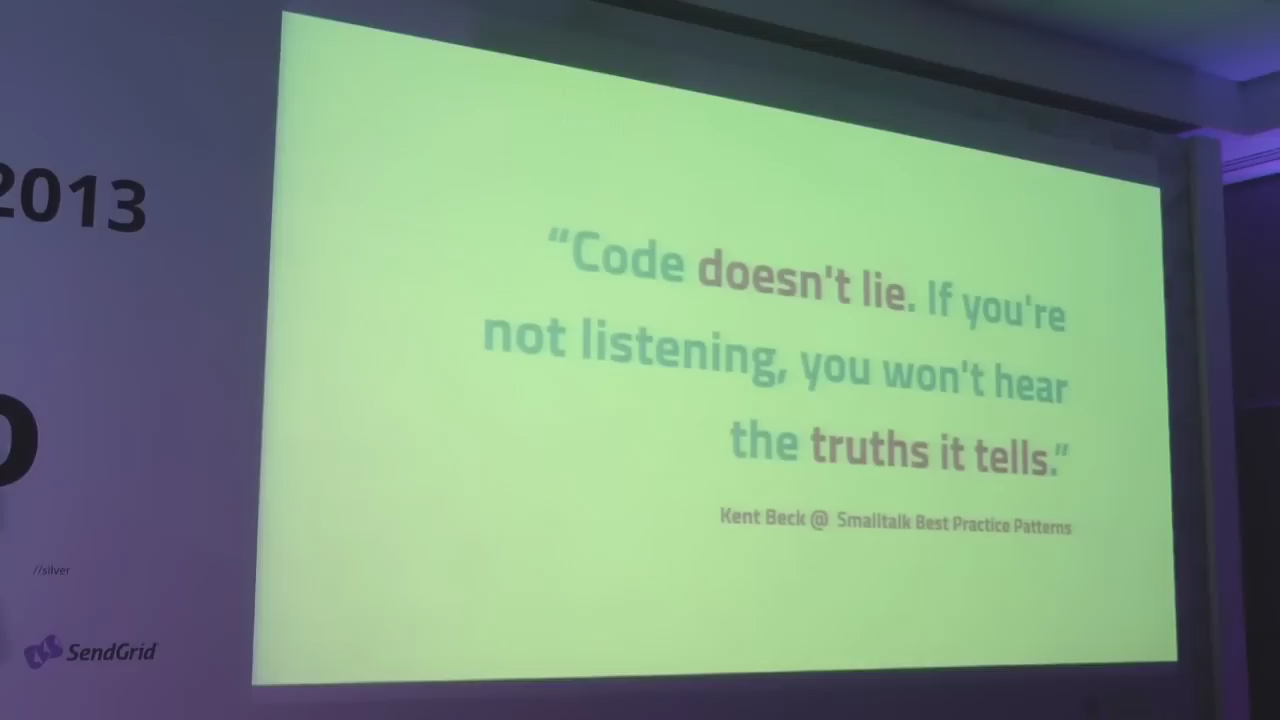 2013
“Code doesn't lie. If you're
not listening, you won't hear
the truths it tells.”
Kent Beck @ Smalltalk Best Practice Patterns
//silver
SendGrid